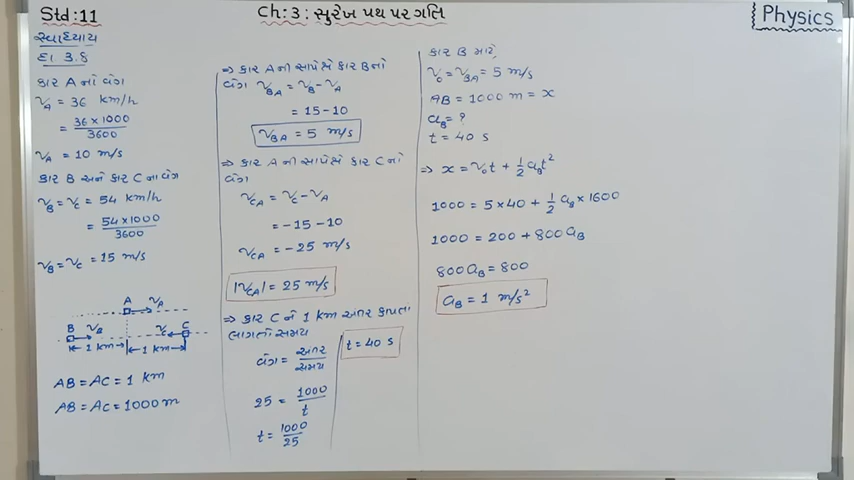 Std:11
Ch:3: સુરેખ પથ પર ગતિ
Physics
સ્વાધ્યાય
દા 3.8
કાર A નો વેગ
v_A = 36 km/h
= 36 × 1000 / 3600
v_A = 10 m/s
કાર B અને કાર C ના વેગ
v_B = v_C = 54 km/h
= 54 × 1000 / 3600
v_B = v_C = 15 m/s
A v_A
B v_B v_C C
1 km 1 km
AB = AC = 1 km
AB = AC = 1000 m
⇒ કાર A ની સાપેક્ષે કાર B નો
વેગ v_BA = v_B - v_A
= 15 - 10
v_BA = 5 m/s
⇒ કાર A ની સાપેક્ષે કાર C નો
વેગ
v_CA = v_C - v_A
= -15 - 10
v_CA = -25 m/s
|v_CA| = 25 m/s
⇒ કાર C ને 1 km અંતર કાપતા
લાગતો સમય
વેગ = અંતર / સમય
25 = 1000 / t
t = 1000 / 25
t = 40 s
કાર B માટે,
v_0 = v_BA = 5 m/s
AB = 1000 m = x
a_B = ?
t = 40 s
⇒ x = v_0 t + 1/2 a_B t²
1000 = 5 × 40 + 1/2 a_B × 1600
1000 = 200 + 800 a_B
800 a_B = 800
a_B = 1 m/s²